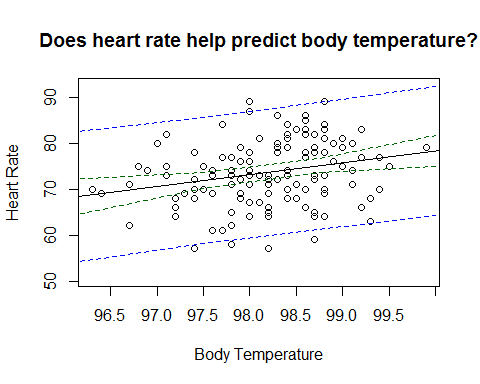 Does heart rate help predict body temperature?
Heart Rate
90
80
70
60
50
96.5 97.0 97.5 98.0 98.5 99.0 99.5
Body Temperature